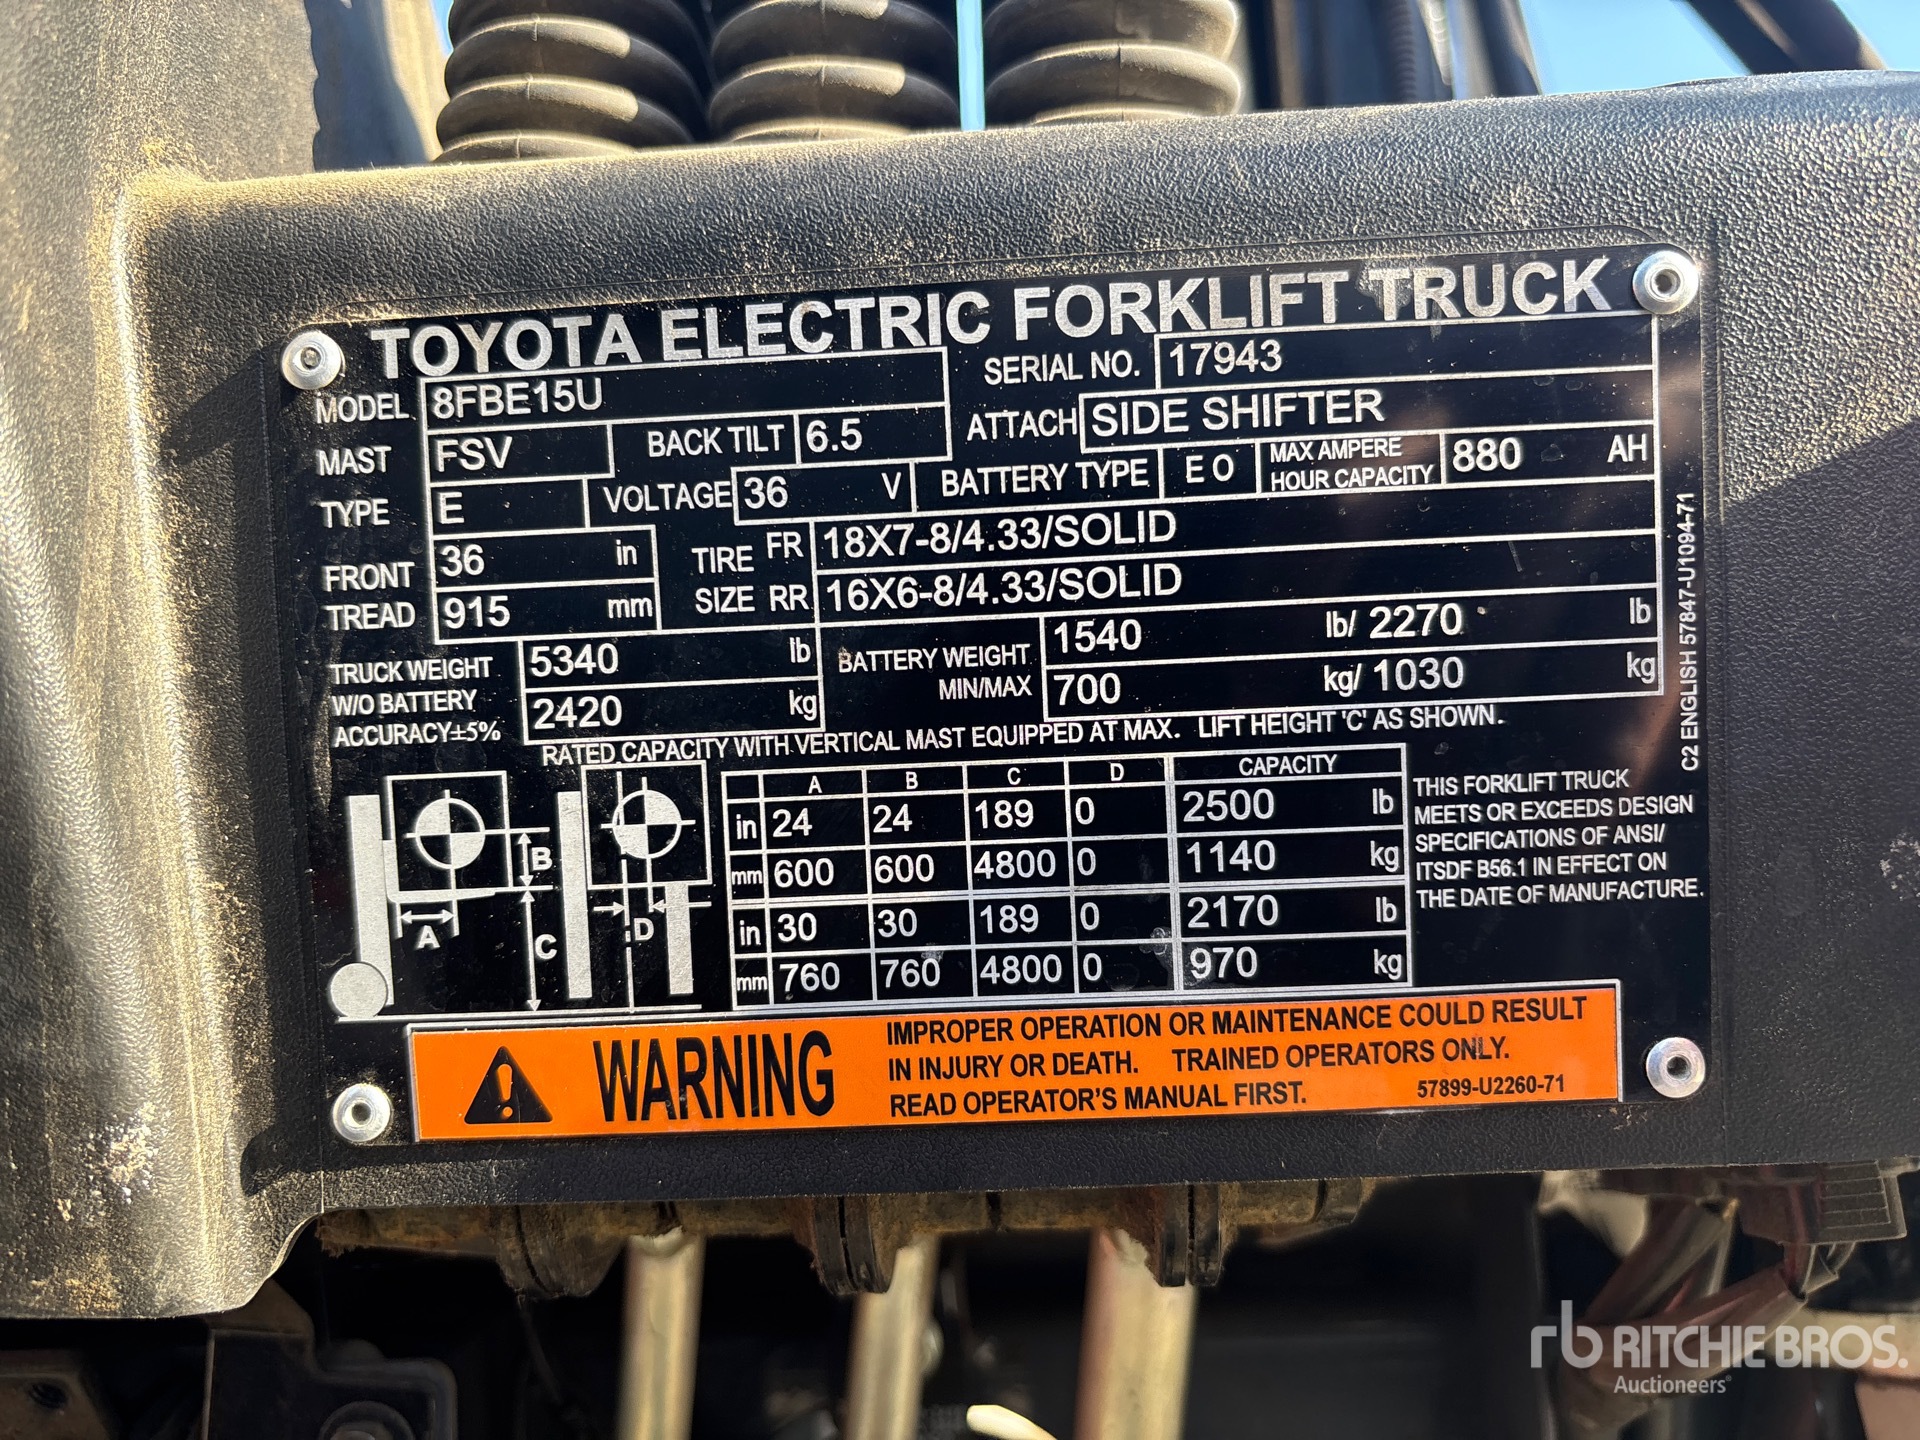 TOYOTA ELECTRIC FORKLIFT TRUCK
MODEL 8FBE15U SERIAL NO. 17943
MAST FSV BACK TILT 6.5 ATTACH SIDE SHIFTER
TYPE E VOLTAGE 36 V BATTERY TYPE E O MAX AMPERE HOUR CAPACITY 880 AH
FRONT TREAD 36 in TIRE SIZE FR 18X7-8/4.33/SOLID
915 mm RR 16X6-8/4.33/SOLID
TRUCK WEIGHT W/O BATTERY ACCURACY±5% 5340 lb BATTERY WEIGHT MIN/MAX 1540 lb/ 2270 lb
2420 kg 700 kg/ 1030 kg
RATED CAPACITY WITH VERTICAL MAST EQUIPPED AT MAX. LIFT HEIGHT 'C' AS SHOWN.
A B C D CAPACITY
in 24 24 189 0 2500 lb
mm 600 600 4800 0 1140 kg
in 30 30 189 0 2170 lb
mm 760 760 4800 0 970 kg
B
A
C
D
THIS FORKLIFT TRUCK
MEETS OR EXCEEDS DESIGN
SPECIFICATIONS OF ANSI/
ITSDF B56.1 IN EFFECT ON
THE DATE OF MANUFACTURE.
C2 ENGLISH 57847-U1094-71
WARNING
IMPROPER OPERATION OR MAINTENANCE COULD RESULT
IN INJURY OR DEATH. TRAINED OPERATORS ONLY.
READ OPERATOR'S MANUAL FIRST. 57899-U2260-71
rb RITCHIE BROS.
Auctioneers